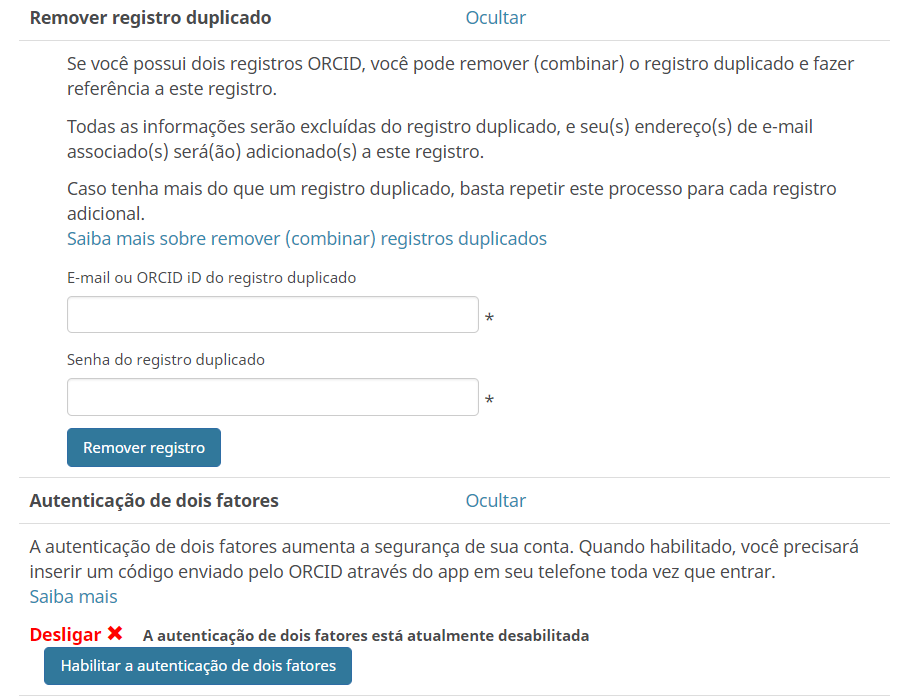 Remover registro duplicado
Ocultar
Se você possui dois registros ORCID, você pode remover (combinar) o registro duplicado e fazer
referência a este registro.
Todas as informações serão excluídas do registro duplicado, e seu(s) endereço(s) de e-mail
associado(s) será(ão) adicionado(s) a este registro.
Caso tenha mais do que um registro duplicado, basta repetir este processo para cada registro
adicional.
Saiba mais sobre remover (combinar) registros duplicados
E-mail ou ORCID iD do registro duplicado
*
Senha do registro duplicado
*
Remover registro
Autenticação de dois fatores
Ocultar
A autenticação de dois fatores aumenta a segurança de sua conta. Quando habilitado, você precisará
inserir um código enviado pelo ORCID através do app em seu telefone toda vez que entrar.
Saiba mais
Desligar ✖ A autenticação de dois fatores está atualmente desabilitada
Habilitar a autenticação de dois fatores